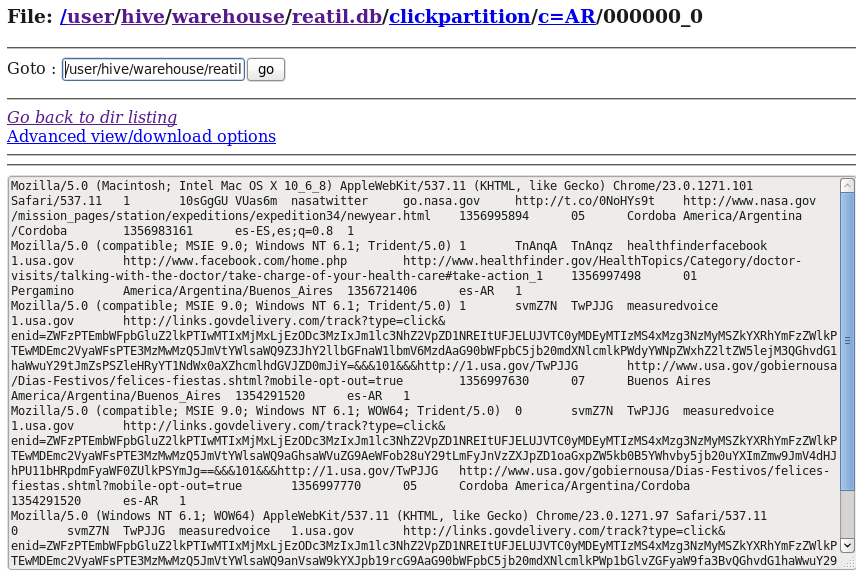 File: /user/hive/warehouse/reatil.db/clickpartition/c=AR/000000_0
Goto : /user/hive/warehouse/reatil go
Go back to dir listing
Advanced view/download options
Mozilla/5.0 (Macintosh; Intel Mac OS X 10_6_8) AppleWebKit/537.11 (KHTML, like Gecko) Chrome/23.0.1271.101
Safari/537.11 1 10sGgGU VUas6m nasatwitter go.nasa.gov http://t.co/0NoHYs9t http://www.nasa.gov
/mission_pages/station/expeditions/expedition34/newyear.html 1356995894 05 Cordoba America/Argentina
/Cordoba 1356983161 es-ES,es;q=0.8 1
Mozilla/5.0 (compatible; MSIE 9.0; Windows NT 6.1; Trident/5.0) 1 TnAnqA TnAnqz healthfinderfacebook
1.usa.gov http://www.facebook.com/home.php http://www.healthfinder.gov/HealthTopics/Category/doctor-
visits/talking-with-the-doctor/take-charge-of-your-health-care#take-action_1 1356997498 01
Pergamino America/Argentina/Buenos_Aires 1356721406 es-AR 1
Mozilla/5.0 (compatible; MSIE 9.0; Windows NT 6.1; Trident/5.0) 1 svmZ7N TwPJJG measuredvoice
1.usa.gov http://links.govdelivery.com/track?type=click&
enid=ZWFzPTEmbWFpbGluZ2lkPTIwMTIxMjMxLjEzODc3MzIxJm1lc3NhZ2VpZD1NREItUFJELUJVTC0yMDEyMTIzMS4xMzg3NzMyMSZkYXRhYmFzZWlkP
TEwMDEmc2VyaWFsPTE3MzMwMzQ5JmVtYWlsaWQ9Z3JhY2llbGFnaW1lbmV6MzdAaG90bWFpbC5jb20mdXNlcmlkPWdyYWNpZWxhZ2ltZW5lejM3QGhvdG1
haWwuY29tJmZsPSZleHRyYT1NdWx0aXZhcmlhdGVJZD0mJiY=&&&101&&&http://1.usa.gov/TwPJJG http://www.usa.gov/gobiernousa
/Dias-Festivos/felices-fiestas.shtml?mobile-opt-out=true 1356997630 07 Buenos Aires
America/Argentina/Buenos_Aires 1354291520 es-AR 1
Mozilla/5.0 (compatible; MSIE 9.0; Windows NT 6.1; WOW64; Trident/5.0) 0 svmZ7N TwPJJG measuredvoice
1.usa.gov http://links.govdelivery.com/track?type=click&
enid=ZWFzPTEmbWFpbGluZ2lkPTIwMTIxMjMxLjEzODc3MzIxJm1lc3NhZ2VpZD1NREItUFJELUJVTC0yMDEyMTIzMS4xMzg3NzMyMSZkYXRhYmFzZWlkP
TEwMDEmc2VyaWFsPTE3MzMwMzQ5JmVtYWlsaWQ9aGhsaWVuZG9AeWFob28uY29tLmFyJnVzZXJpZD1oaGxpZW5kb0B5YWhvby5jb20uYXImZmw9JmV4dHJ
hPU11bHRpdmFyaWF0ZUlkPSYmJg==&&&101&&&http://1.usa.gov/TwPJJG http://www.usa.gov/gobiernousa/Dias-Festivos/felices-
fiestas.shtml?mobile-opt-out=true 1356997770 05 Cordoba America/Argentina/Cordoba
1354291520 es-AR 1
Mozilla/5.0 (Windows NT 6.1; WOW64) AppleWebKit/537.11 (KHTML, like Gecko) Chrome/23.0.1271.97 Safari/537.11
0 svmZ7N TwPJJG measuredvoice 1.usa.gov http://links.govdelivery.com/track?type=click&
enid=ZWFzPTEmbWFpbGluZ2lkPTIwMTIxMjMxLjEzODc3MzIxJm1lc3NhZ2VpZD1NREItUFJELUJVTC0yMDEyMTIzMS4xMzg3NzMyMSZkYXRhYmFzZWlkP
TEwMDEmc2VyaWFsPTE3MzMwMzQ5JmVtYWlsaWQ9anVsaW9kYXJpb19rcG9AaG90bWFpbC5jb20mdXNlcmlkPWp1bGlvZGFyaW9fa3BvQGhvdG1haWwuY29